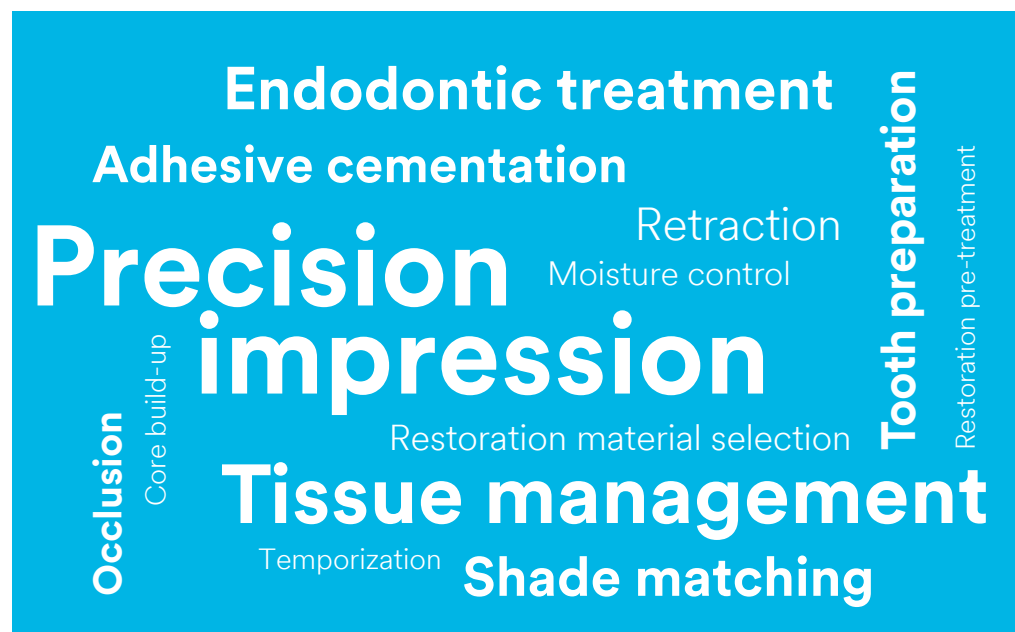 Endodontic treatment
Adhesive cementation
Retraction
Precision
Moisture control
impression
Tooth preparation
Restoration pre-treatment
Core build-up
Occlusion
Restoration material selection
Tissue management
Temporization
Shade matching